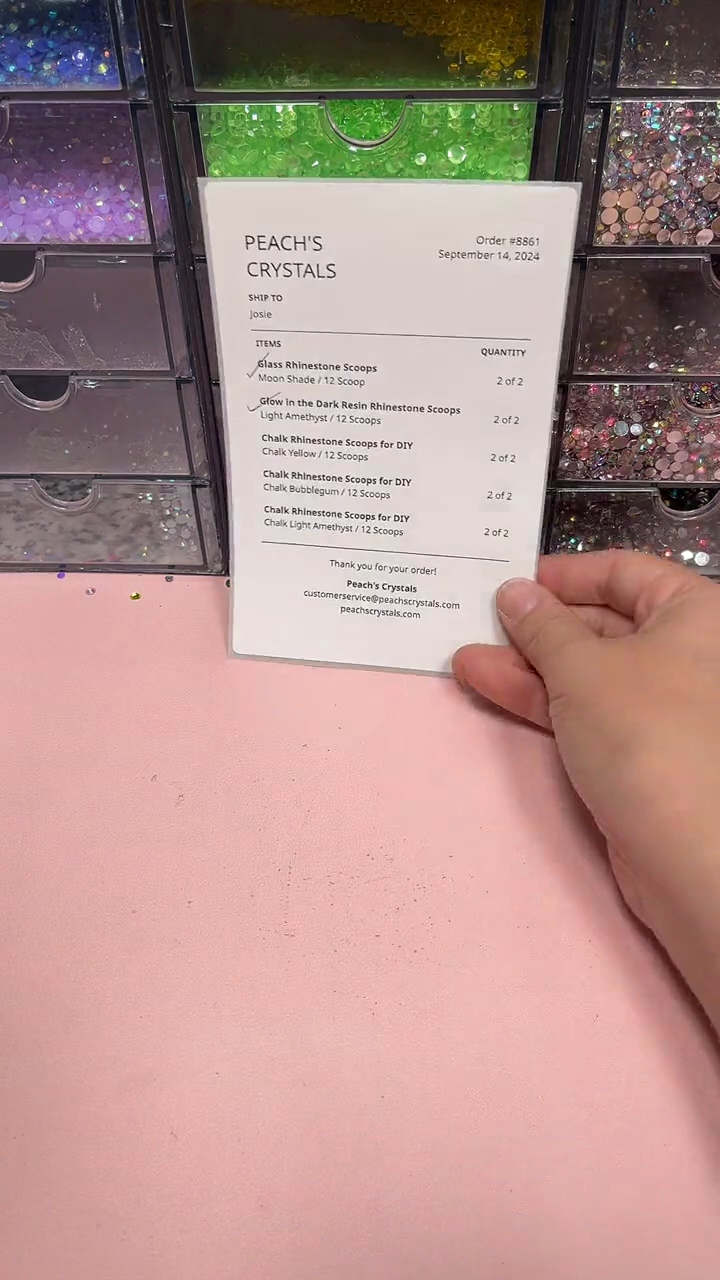 PEACH'S
CRYSTALS
Order #8861
September 14, 2024
SHIP TO
Josie
ITEMS
QUANTITY
Glass Rhinestone Scoops
Moon Shade / 12 Scoop
2 of 2
Glow in the Dark Resin Rhinestone Scoops
Light Amethyst / 12 Scoops
2 of 2
Chalk Rhinestone Scoops for DIY
Chalk Yellow / 12 Scoops
2 of 2
Chalk Rhinestone Scoops for DIY
Chalk Bubblegum / 12 Scoops
2 of 2
Chalk Rhinestone Scoops for DIY
Chalk Light Amethyst / 12 Scoops
2 of 2
Thank you for your order!
Peach's Crystals
customerservice@peachscrystals.com
peachscrystals.com